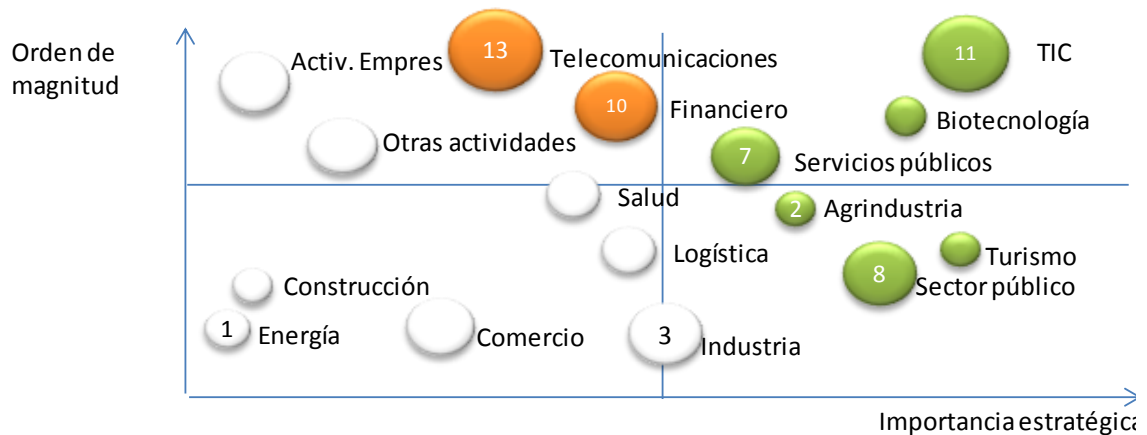 Orden de
magnitud
Activ. Empres
13
Telecomunicaciones
11
TIC
10
Financiero
Biotecnología
Otras actividades
7
Servicios públicos
Salud
2
Agrindustria
Logística
Turismo
8
Sector público
Construcción
1
Energía
Comercio
3
Industria
Importancia estratégica